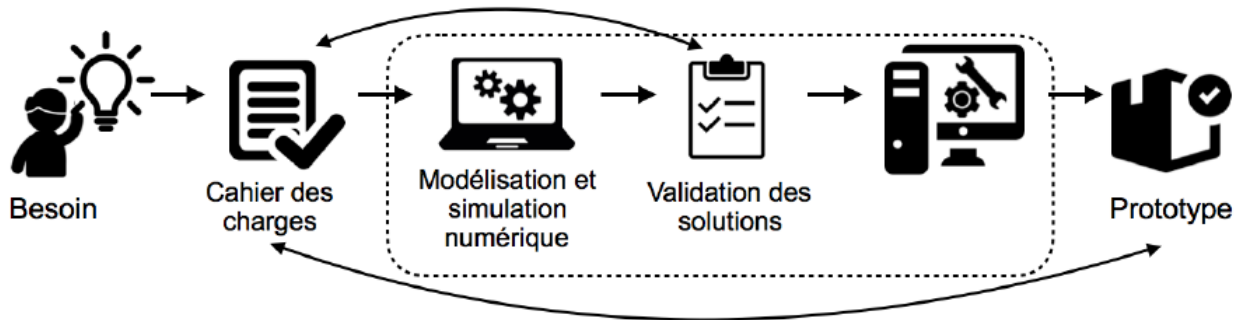 Besoin
Cahier des
charges
Modélisation et
simulation
numérique
Validation des
solutions
Prototype